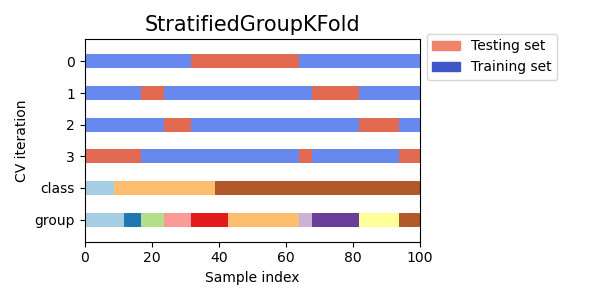 StratifiedGroupKFold
Testing set
Training set
CV iteration
0
1
2
3
class
group
0 20 40 60 80 100
Sample index